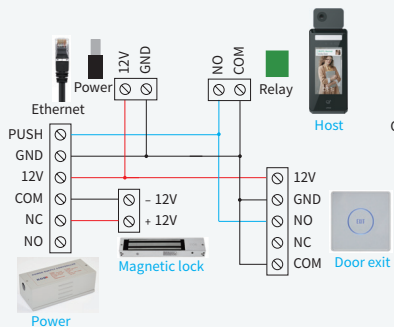 12V
GND
NO
COM
Power
Relay
Ethernet
Host
PUSH
GND
12V
COM
NC
NO
– 12V
+ 12V
12V
GND
NO
NC
COM
Magnetic lock
Door exit
Power